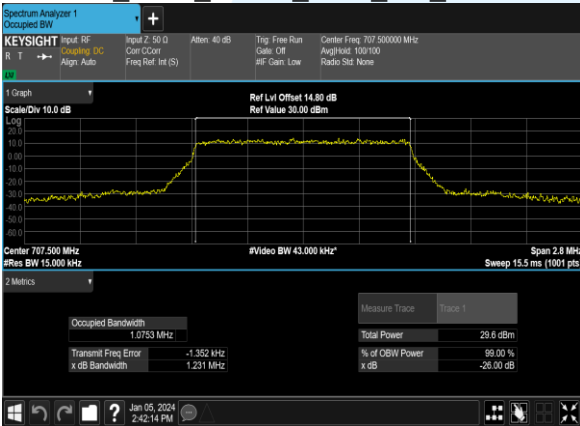 Spectrum Analyzer 1
Occupied BW
+
KEYSIGHT Input: RF Input Z: 50 Ω Atten: 40 dB Trig: Free Run Center Freq: 707.500000 MHz
R T Coupling: DC Corr CCorr Gate: Off Avg|Hold: 100/100
Align: Auto Freq Ref: Int (S) #IF Gain: Low Radio Std: None
LXI
1 Graph
Scale/Div 10.0 dB Ref Lvl Offset 14.80 dB
Ref Value 30.00 dBm
Log
20.0
10.0
0.00
-10.0
-20.0
-30.0
-40.0
-50.0
-60.0
Center 707.500 MHz #Video BW 43.000 kHz* Span 2.8 MHz
#Res BW 15.000 kHz Sweep 15.5 ms (1001 pts)
2 Metrics
Measure Trace Trace 1
Occupied Bandwidth
1.0753 MHz Total Power 29.6 dBm
Transmit Freq Error -1.352 kHz % of OBW Power 99.00 %
x dB Bandwidth 1.231 MHz x dB -26.00 dB
Jan 05, 2024
2:42:14 PM
?